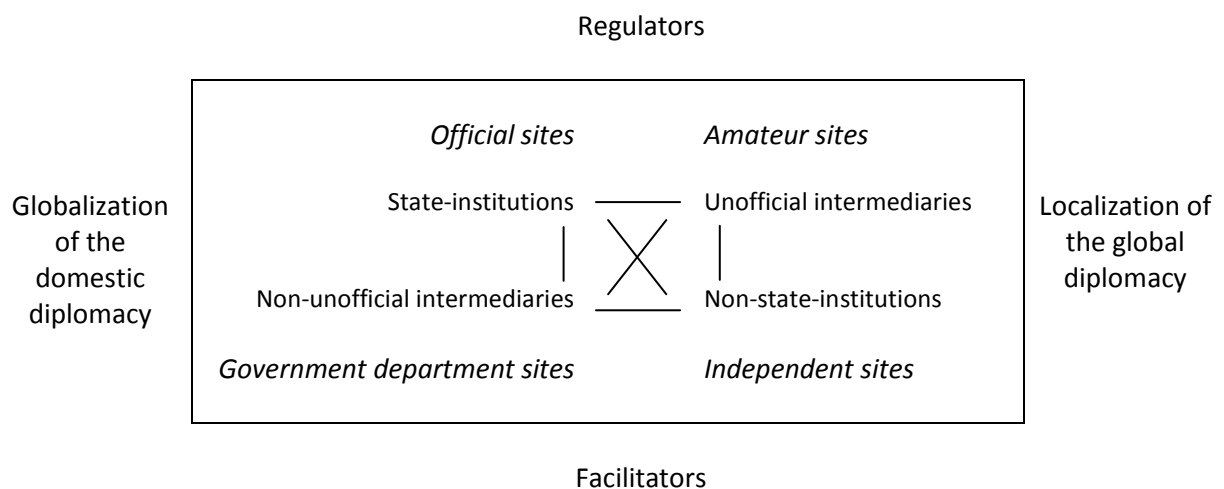 Regulators
Official sites
Amateur sites
State-institutions
Unofficial intermediaries
Globalization
of the
domestic
diplomacy
Localization of
the global
diplomacy
Non-unofficial intermediaries
Non-state-institutions
Government department sites
Independent sites
Facilitators